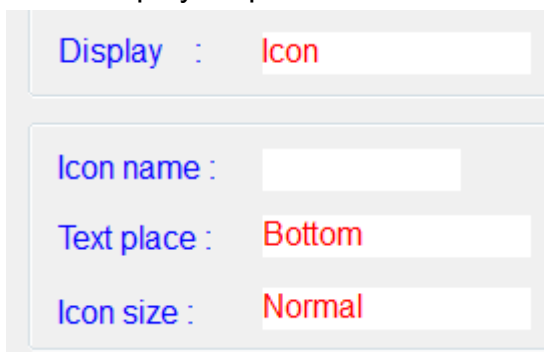 Display : Icon
Icon name :
Text place : Bottom
Icon size : Normal